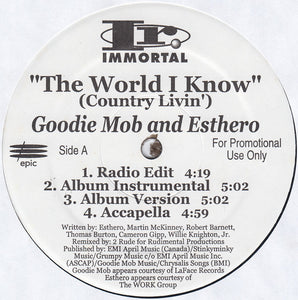 Ir.
IMMORTAL
"The World I Know"
(Country Livin')
Goodie Mob and Esthero
Side A
For Promotional
Use Only
epic
1. Radio Edit 4:19
2. Album Instrumental 5:02
3. Album Version 5:02
4. Accapella 4:59
Written by: Esthero, Martin McKinney, Robert Barnett,
Thomas Burton, Cameron Gipp, Willie Knighton, Jr.
Remixed by: 2 Rude for Rudimental Productions
Published by: EMI April Music (Canada)/Stinkyminky
Music/Grumpy Music c/o EMI April Music Inc.
(ASCAP)/Goodie Mob Music/Chrysalis Songs (BMI)
Goodie Mob appears courtesy of LaFace Records
Esthero appears courtesy of
The WORK Group